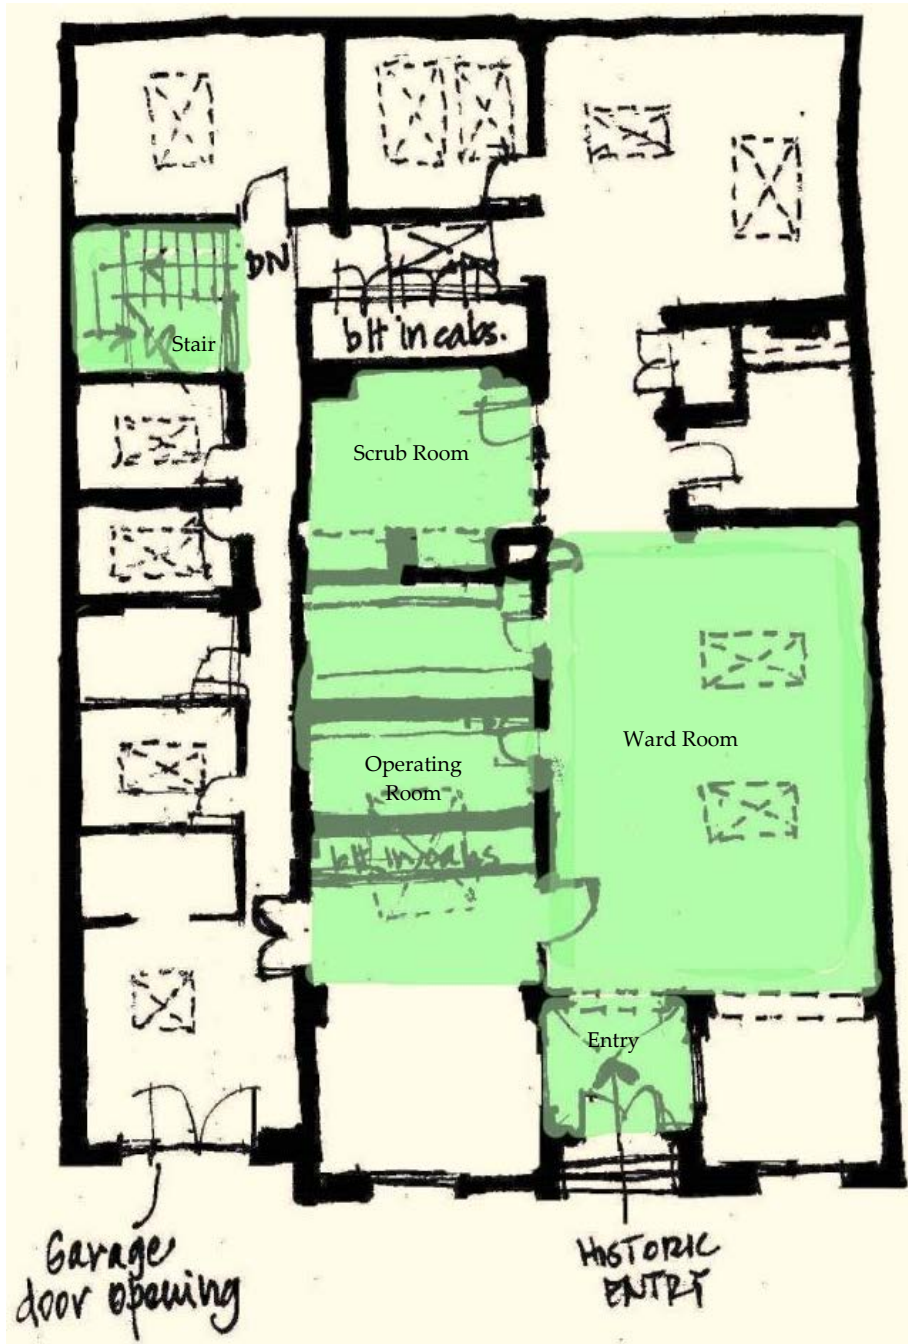 DN
Stair
blt in cabs.
Scrub Room
Ward Room
Operating
Room
blt in cabs
Entry
Garage
door opening
HISTORIC
ENTRY